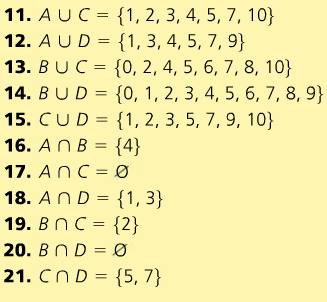 11. A ∪ C = {1, 2, 3, 4, 5, 7, 10}
12. A ∪ D = {1, 3, 4, 5, 7, 9}
13. B ∪ C = {0, 2, 4, 5, 6, 7, 8, 10}
14. B ∪ D = {0, 1, 2, 3, 4, 5, 6, 7, 8, 9}
15. C ∪ D = {1, 2, 3, 5, 7, 9, 10}
16. A ∩ B = {4}
17. A ∩ C = Ø
18. A ∩ D = {1, 3}
19. B ∩ C = {2}
20. B ∩ D = Ø
21. C ∩ D = {5, 7}